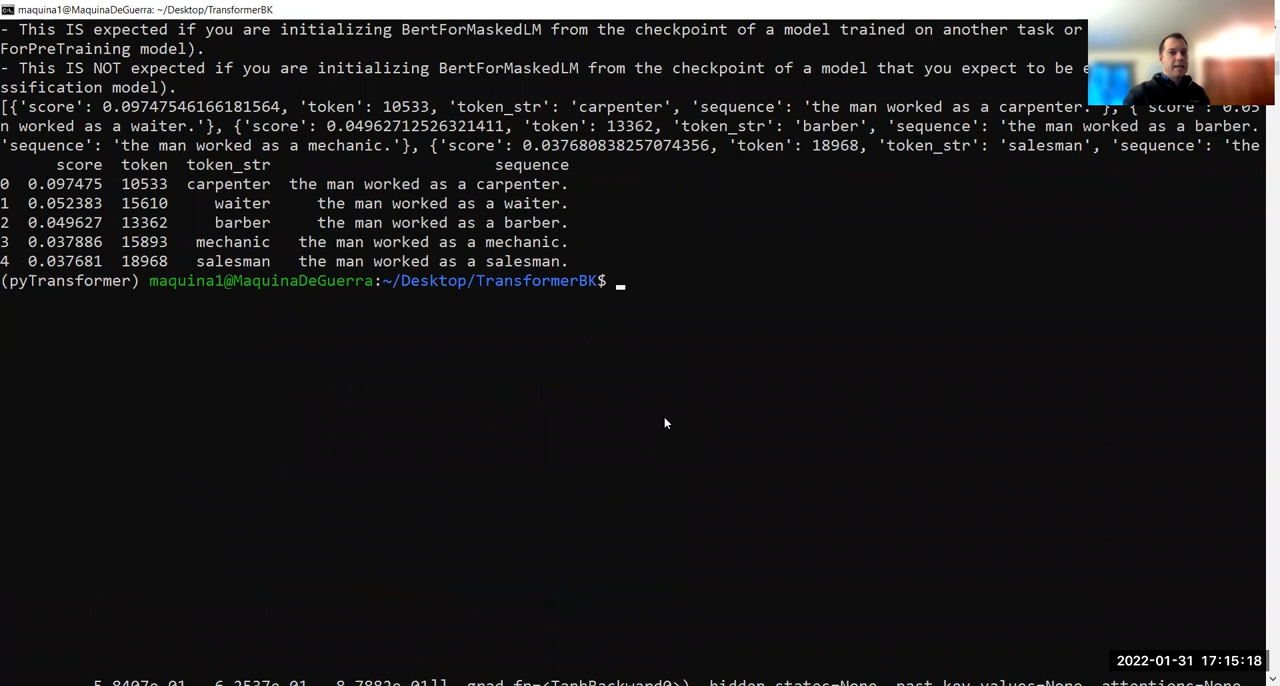 maquina1@MaquinaDeGuerra: ~/Desktop/TransformerBK
- This IS expected if you are initializing BertForMaskedLM from the checkpoint of a model trained on another task or
ForPreTraining model).
- This IS NOT expected if you are initializing BertForMaskedLM from the checkpoint of a model that you expect to be e
ssification model).
[{'score': 0.09747546166181564, 'token': 10533, 'token_str': 'carpenter', 'sequence': 'the man worked as a carpenter.'}, {'score': 0.05
n worked as a waiter.'}, {'score': 0.04962712526321411, 'token': 13362, 'token_str': 'barber', 'sequence': 'the man worked as a barber.
'sequence': 'the man worked as a mechanic.'}, {'score': 0.037680838257074356, 'token': 18968, 'token_str': 'salesman', 'sequence': 'the
score token token_str sequence
0 0.097475 10533 carpenter the man worked as a carpenter.
1 0.052383 15610 waiter the man worked as a waiter.
2 0.049627 13362 barber the man worked as a barber.
3 0.037886 15893 mechanic the man worked as a mechanic.
4 0.037681 18968 salesman the man worked as a salesman.
(pyTransformer) maquina1@MaquinaDeGuerra:~/Desktop/TransformerBK$
2022-01-31 17:15:18